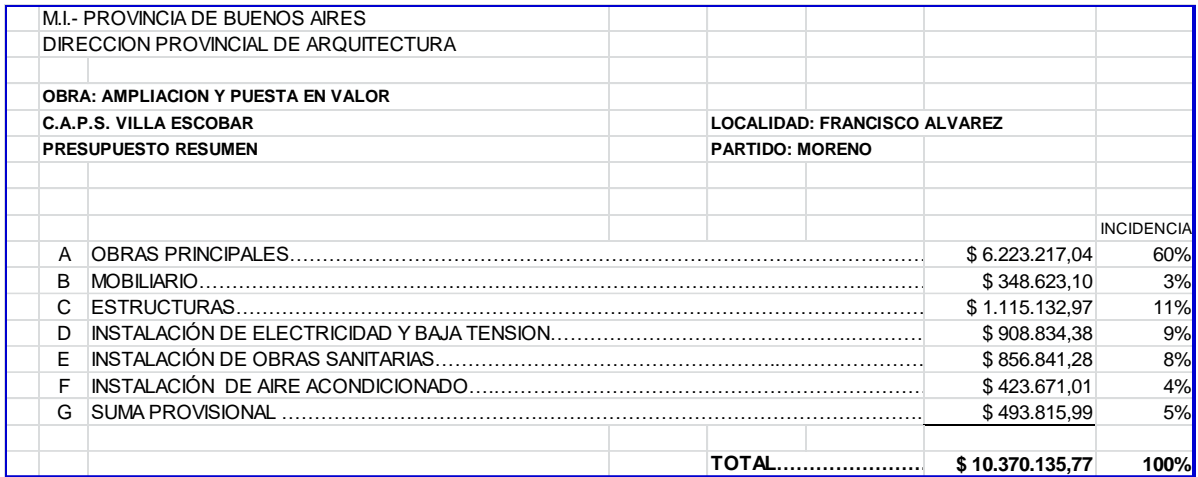 M.I.- PROVINCIA DE BUENOS AIRES
DIRECCION PROVINCIAL DE ARQUITECTURA
OBRA: AMPLIACION Y PUESTA EN VALOR
C.A.P.S. VILLA ESCOBAR LOCALIDAD: FRANCISCO ALVAREZ
PRESUPUESTO RESUMEN PARTIDO: MORENO
INCIDENCIA
A OBRAS PRINCIPALES.................................................. $ 6.223.217,04 60%
B MOBILIARIO.................................................. $ 348.623,10 3%
C ESTRUCTURAS.................................................. $ 1.115.132,97 11%
D INSTALACIÓN DE ELECTRICIDAD Y BAJA TENSION.................................................. $ 908.834,38 9%
E INSTALACIÓN DE OBRAS SANITARIAS.................................................. $ 856.841,28 8%
F INSTALACIÓN DE AIRE ACONDICIONADO.................................................. $ 423.671,01 4%
G SUMA PROVISIONAL .................................................. $ 493.815,99 5%
TOTAL........................ $ 10.370.135,77 100%